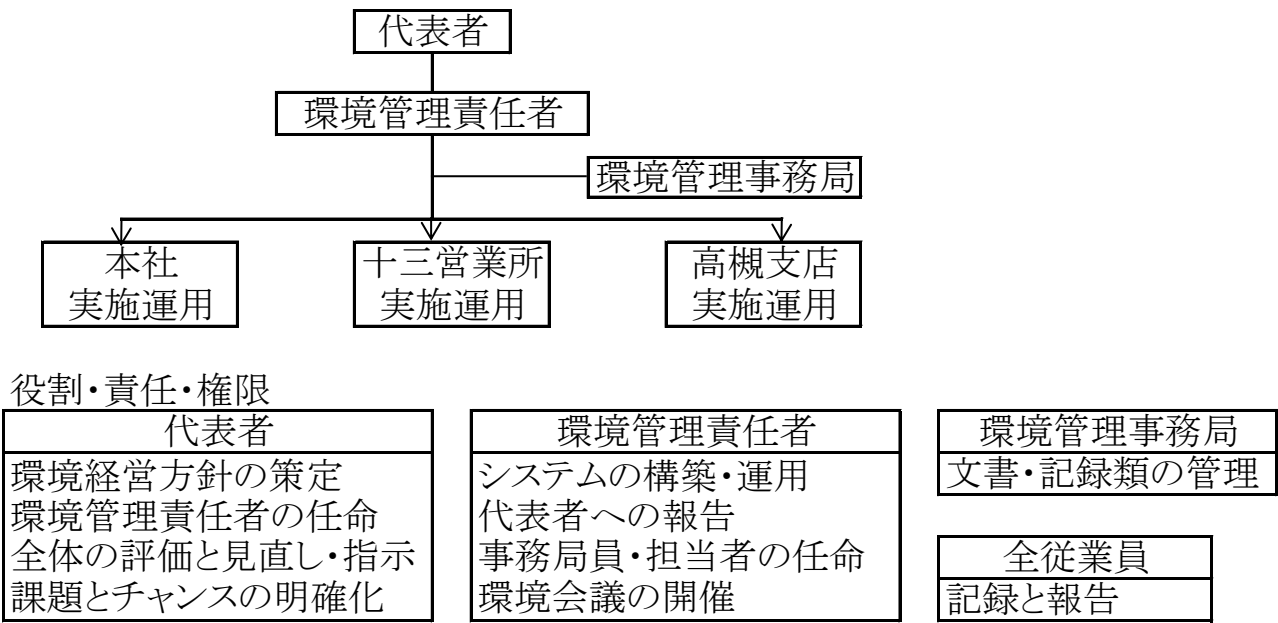 代表者
環境管理責任者
環境管理事務局
本社
実施運用
十三営業所
実施運用
高槻支店
実施運用
役割・責任・権限
代表者
環境経営方針の策定
環境管理責任者の任命
全体の評価と見直し・指示
課題とチャンスの明確化
環境管理責任者
システムの構築・運用
代表者への報告
事務局員・担当者の任命
環境会議の開催
環境管理事務局
文書・記録類の管理
全従業員
記録と報告